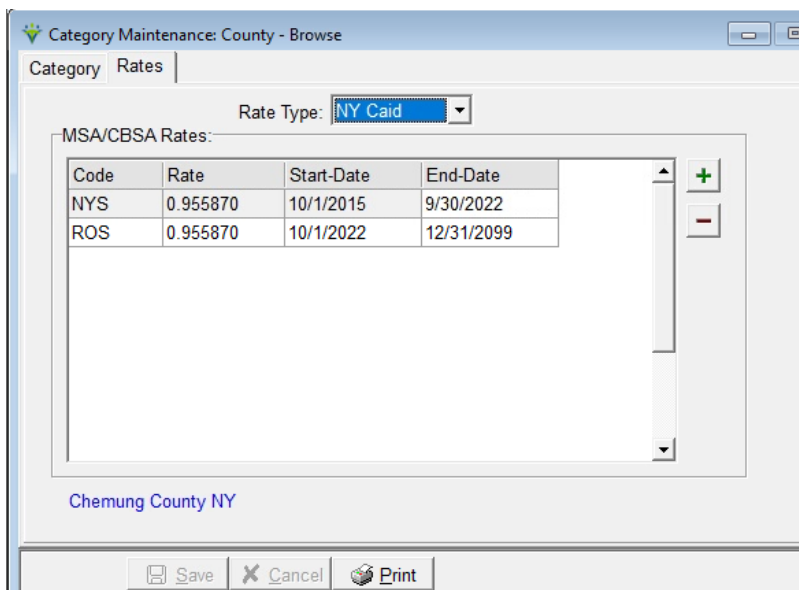 Category Maintenance: County - Browse
Category Rates
Rate Type: NY Caid
MSA/CBSA Rates:
Code Rate Start-Date End-Date
NYS 0.955870 10/1/2015 9/30/2022
ROS 0.955870 10/1/2022 12/31/2099
Chemung County NY
Save Cancel Print